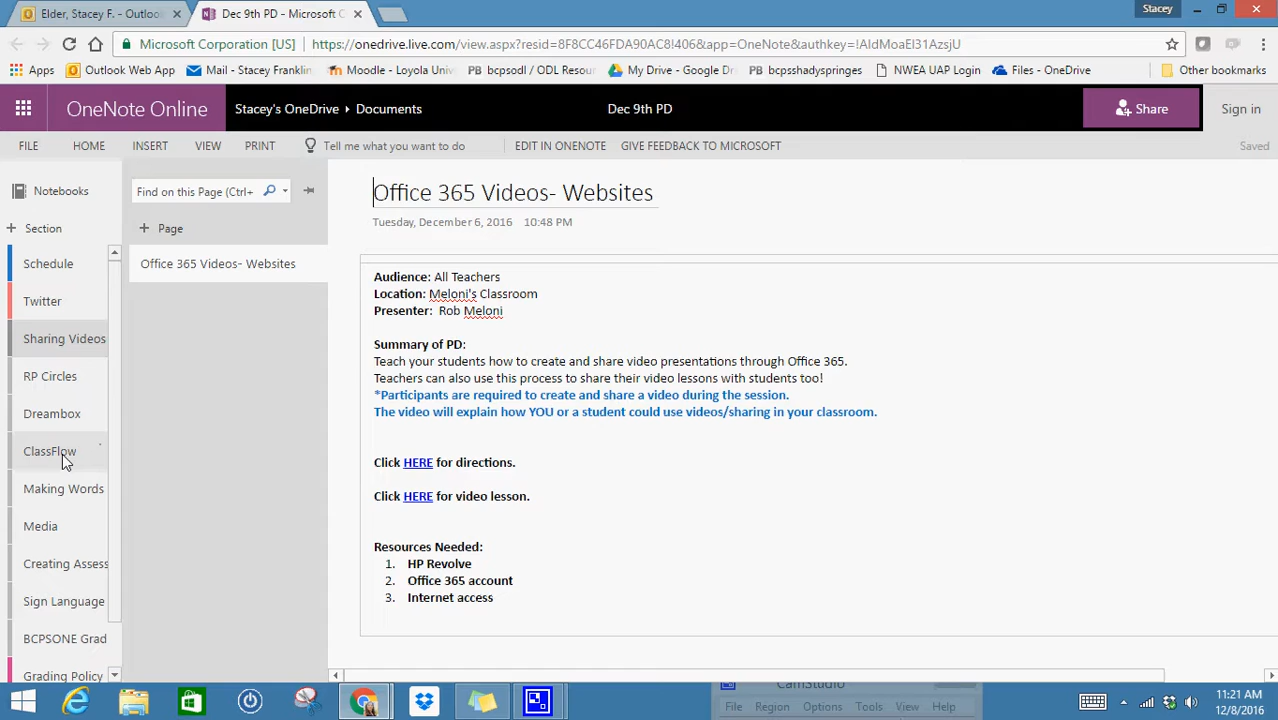 Elder, Stacey F. - Outloo
Dec 9th PD - Microsoft C
Stacey
Microsoft Corporation [US]
https://onedrive.live.com/view.aspx?resid=8F8CC46FDA90AC8!406&app=OneNote&authkey=!AIdMoaEl31AzsjU
Apps
Outlook Web App
Mail - Stacey Franklin
Moodle - Loyola Univ
bcpsodl / ODL Resour
My Drive - Google Dr
bcpsshadyspringes
NWEA UAP Login
Files - OneDrive
Other bookmarks
OneNote Online
Stacey's OneDrive
Documents
Dec 9th PD
Share
Sign in
FILE
HOME
INSERT
VIEW
PRINT
Tell me what you want to do
EDIT IN ONENOTE
GIVE FEEDBACK TO MICROSOFT
Saved
Notebooks
Find on this Page (Ctrl+
+ Section
+ Page
Schedule
Twitter
Sharing Videos
RP Circles
Dreambox
ClassFlow
Making Words
Media
Creating Assess
Sign Language
BCPSONE Grad
Grading Policy
Office 365 Videos- Websites
Office 365 Videos- Websites
Tuesday, December 6, 2016 10:48 PM
Audience: All Teachers
Location: Meloni's Classroom
Presenter: Rob Meloni
Summary of PD:
Teach your students how to create and share video presentations through Office 365.
Teachers can also use this process to share their video lessons with students too!
*Participants are required to create and share a video during the session.
The video will explain how YOU or a student could use videos/sharing in your classroom.
Click HERE for directions.
Click HERE for video lesson.
Resources Needed:
1. HP Revolve
2. Office 365 account
3. Internet access
CamStudio
File Region Options Tools View Help
11:21 AM
12/8/2016